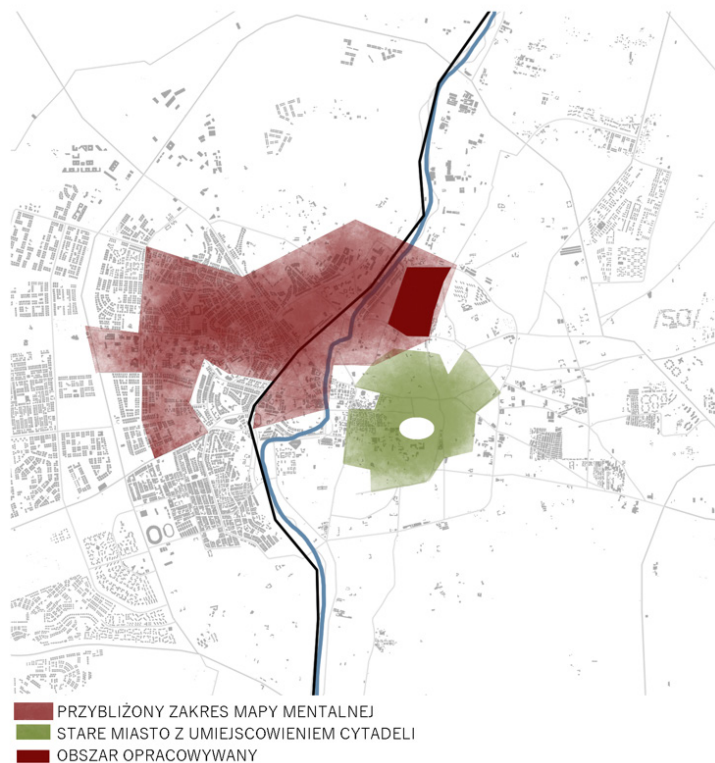 PRZYBLIŻONY ZAKRES MAPY MENTALNEJ
STARE MIASTO Z UMIEJSCOWIENIEM CYTADELI
OBSZAR OPRACOWYWANY